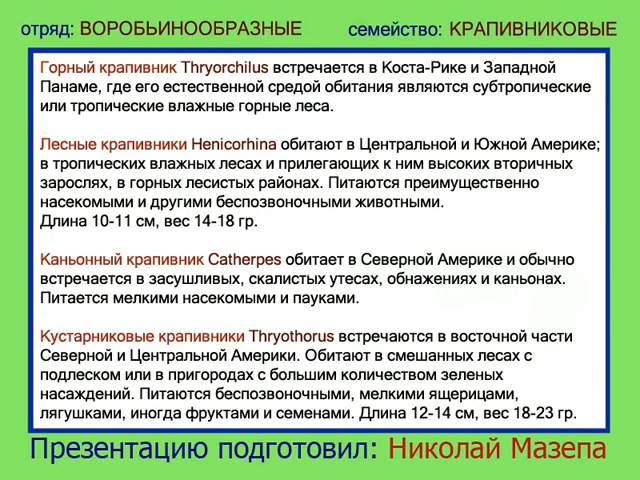 отряд: ВОРОБЬИНООБРАЗНЫЕ семейство: КРАПИВНИКОВЫЕ
Горный крапивник Thryorchilus встречается в Коста-Рике и Западной
Панаме, где его естественной средой обитания являются субтропические
или тропические влажные горные леса.
Лесные крапивники Henicorhina обитают в Центральной и Южной Америке;
в тропических влажных лесах и прилегающих к ним высоких вторичных
зарослях, в горных лесистых районах. Питаются преимущественно
насекомыми и другими беспозвоночными животными.
Длина 10-11 см, вес 14-18 гр.
Каньонный крапивник Catherpes обитает в Северной Америке и обычно
встречается в засушливых, скалистых утесах, обнажениях и каньонах.
Питается мелкими насекомыми и пауками.
Кустарниковые крапивники Thryothorus встречаются в восточной части
Северной и Центральной Америки. Обитают в смешанных лесах с
подлеском или в пригородах с большим количеством зеленых
насаждений. Питаются беспозвоночными, мелкими ящерицами,
лягушками, иногда фруктами и семенами. Длина 12-14 см, вес 18-23 гр.
Презентацию подготовил: Николай Мазепа